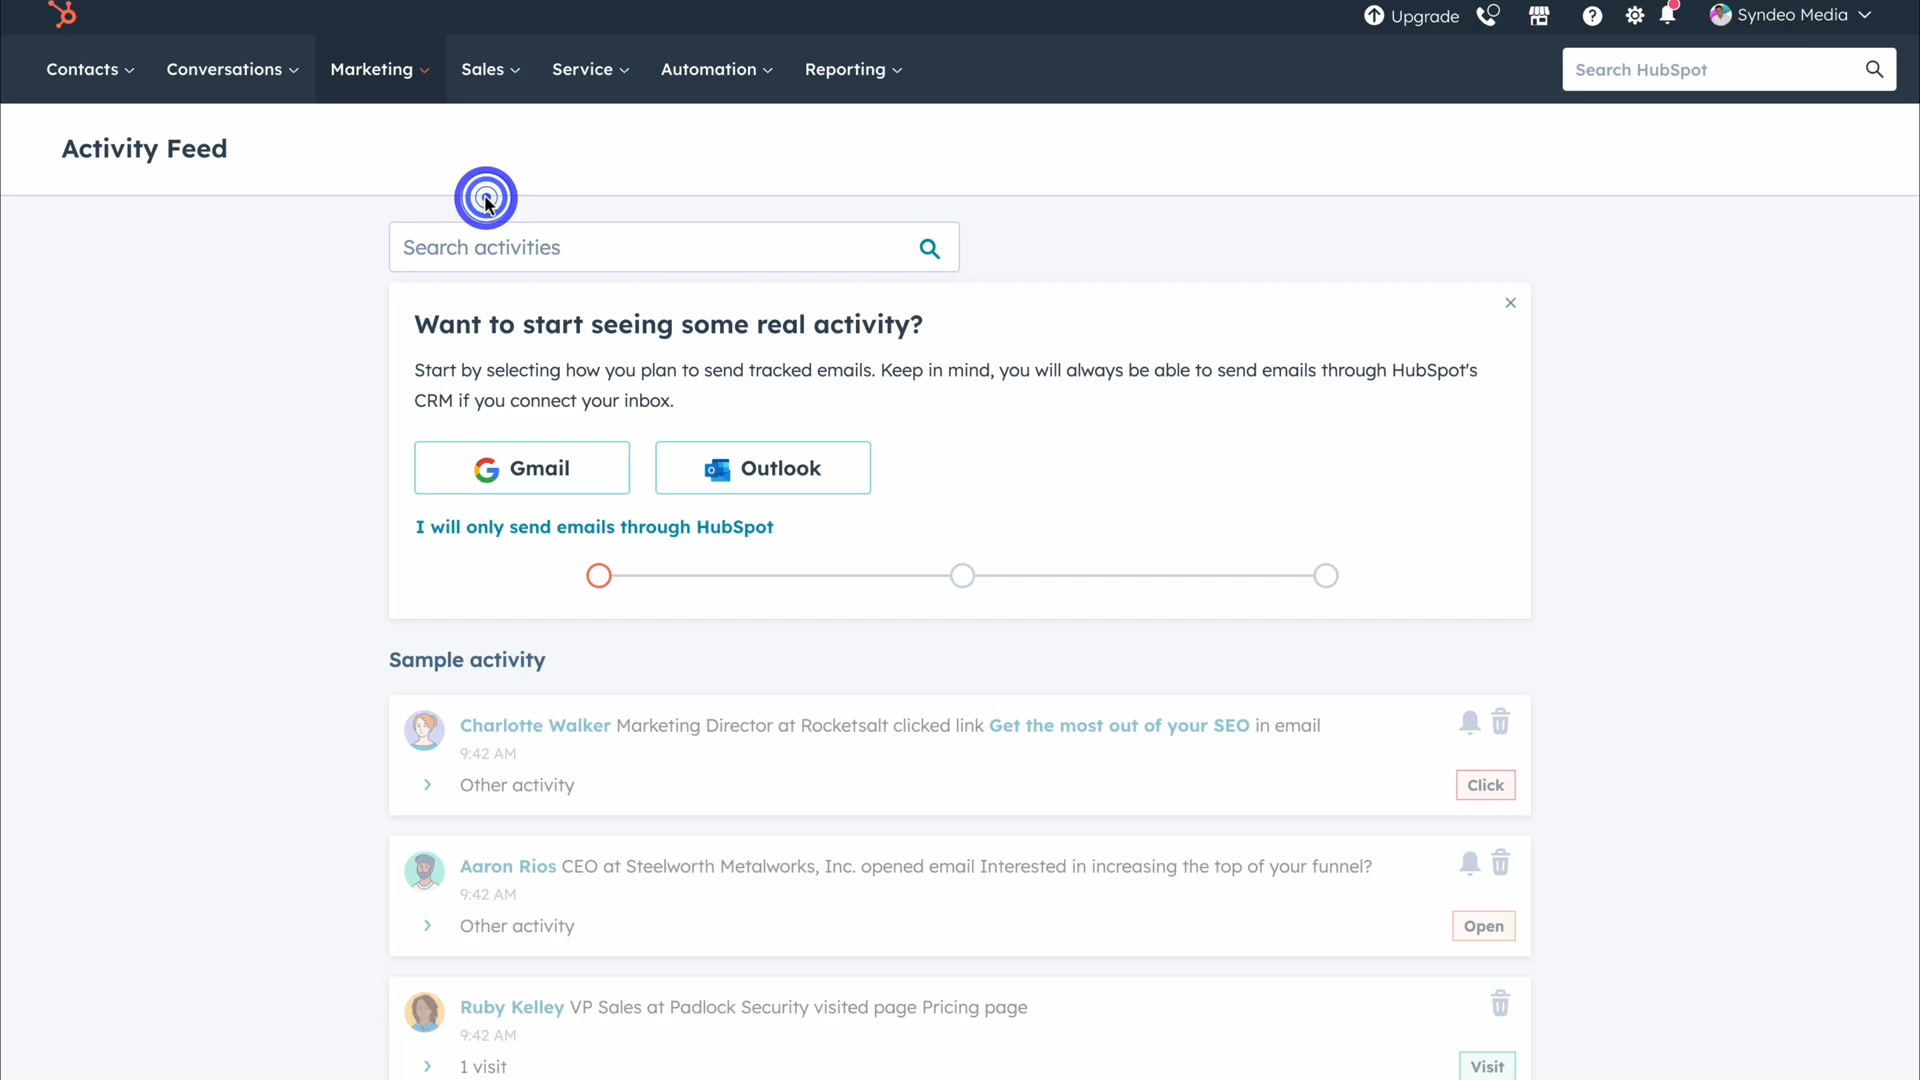 Upgrade
Syndeo Media
Contacts
Conversations
Marketing
Sales
Service
Automation
Reporting
Search HubSpot
Activity Feed
Search activities
Want to start seeing some real activity?
Start by selecting how you plan to send tracked emails. Keep in mind, you will always be able to send emails through HubSpot's
CRM if you connect your inbox.
Gmail
Outlook
I will only send emails through HubSpot
Sample activity
Charlotte Walker Marketing Director at Rocketsalt clicked link Get the most out of your SEO in email
9:42 AM
Other activity
Click
Aaron Rios CEO at Steelworth Metalworks, Inc. opened email Interested in increasing the top of your funnel?
9:42 AM
Other activity
Open
Ruby Kelley VP Sales at Padlock Security visited page Pricing page
9:42 AM
1 visit
Visit